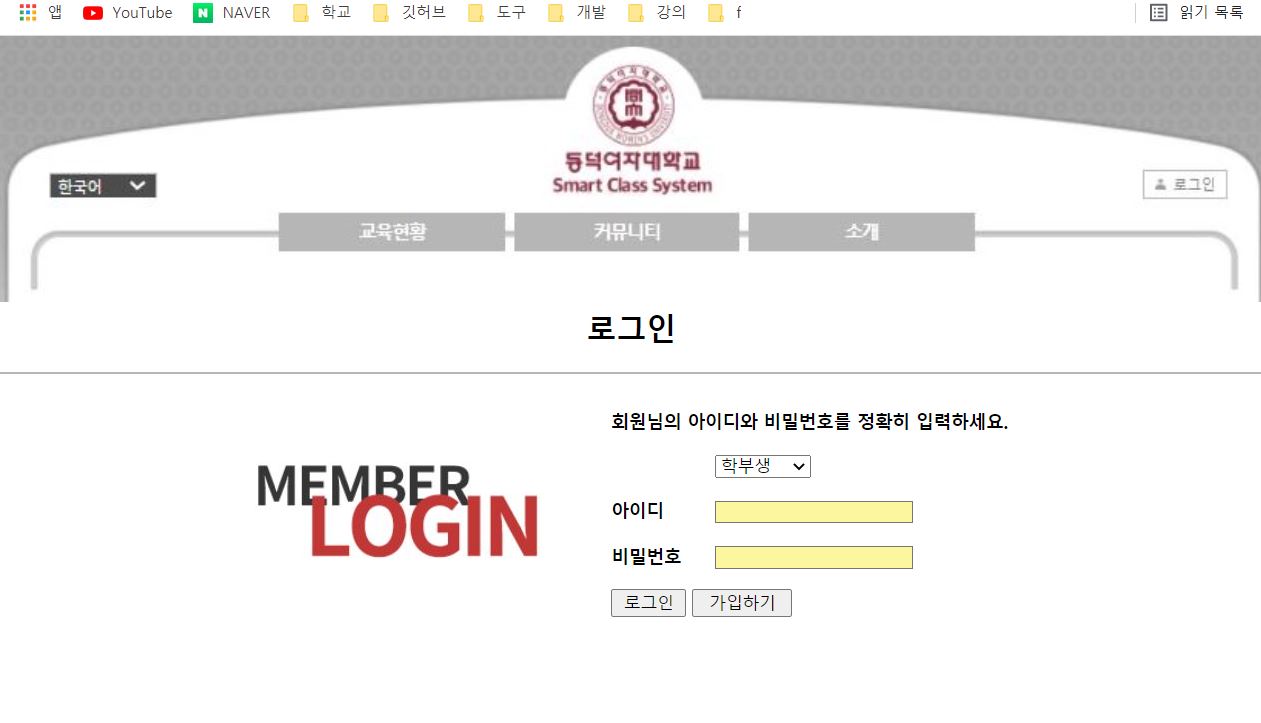 앱 YouTube NAVER 학교 깃허브 도구 개발 강의 f 읽기 목록
동덕여자대학교
Smart Class System
한국어
로그인
교육현황 커뮤니티 소개
로그인
회원님의 아이디와 비밀번호를 정확히 입력하세요.
MEMBER
LOGIN
학부생
아이디
비밀번호
로그인 가입하기